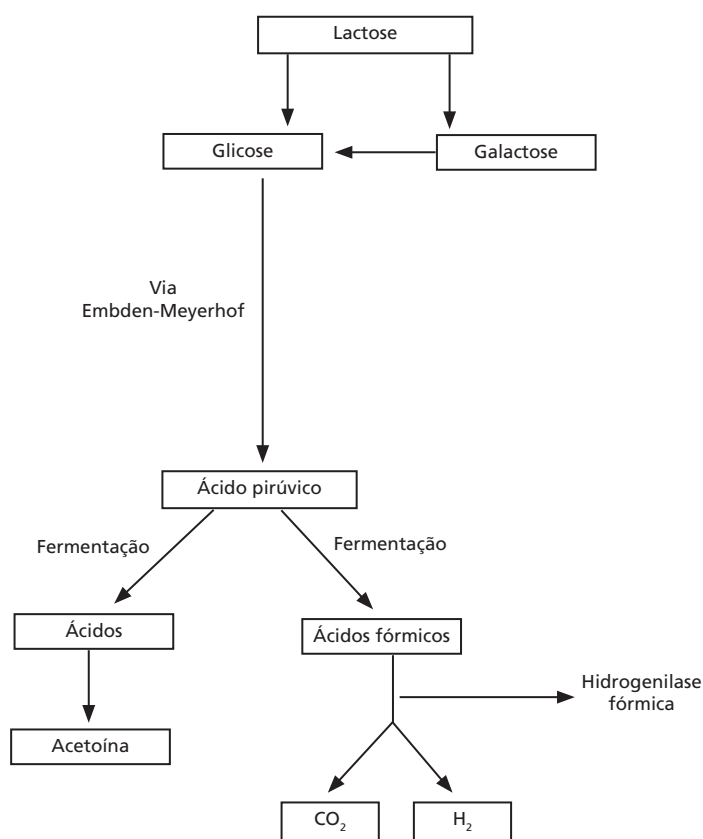 Lactose
Glicose
Galactose
Via
Embden-Meyerhof
Ácido pirúvico
Fermentação
Fermentação
Ácidos
Ácidos fórmicos
Hidrogenilase
fórmica
Acetoína
CO₂
H₂